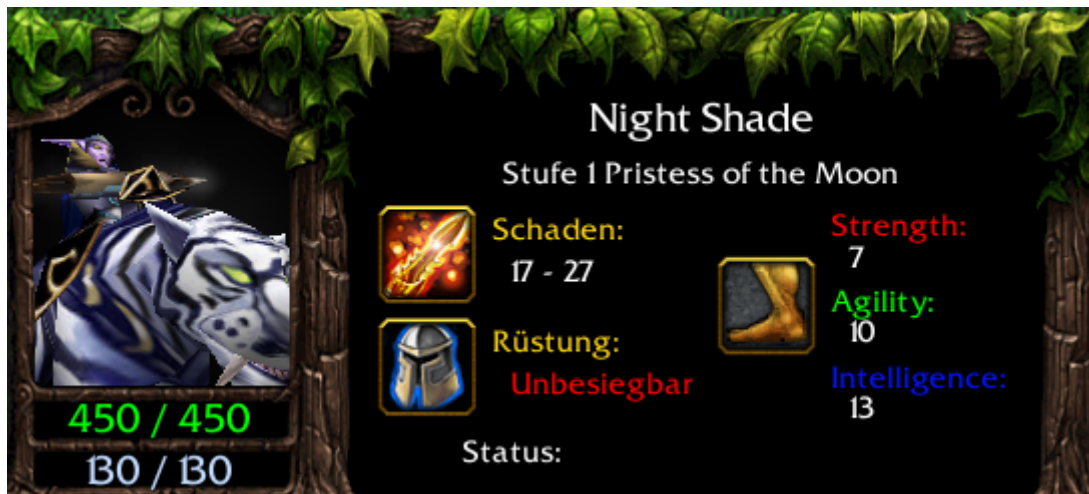 Night Shade
Stufe 1 Pristess of the Moon
Schaden:
17 - 27
Rüstung:
Unbesiegbar
Strength:
7
Agility:
10
Intelligence:
13
Status:
450 / 450
130 / 130